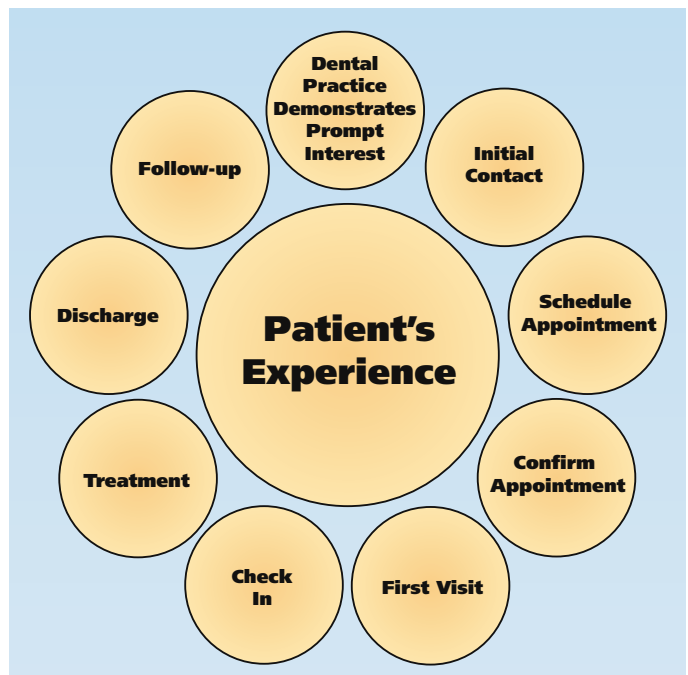 Dental
Practice
Demonstrates
Prompt
Interest
Initial
Contact
Schedule
Appointment
Confirm
Appointment
First Visit
Check
In
Treatment
Discharge
Follow-up
Patient’s
Experience